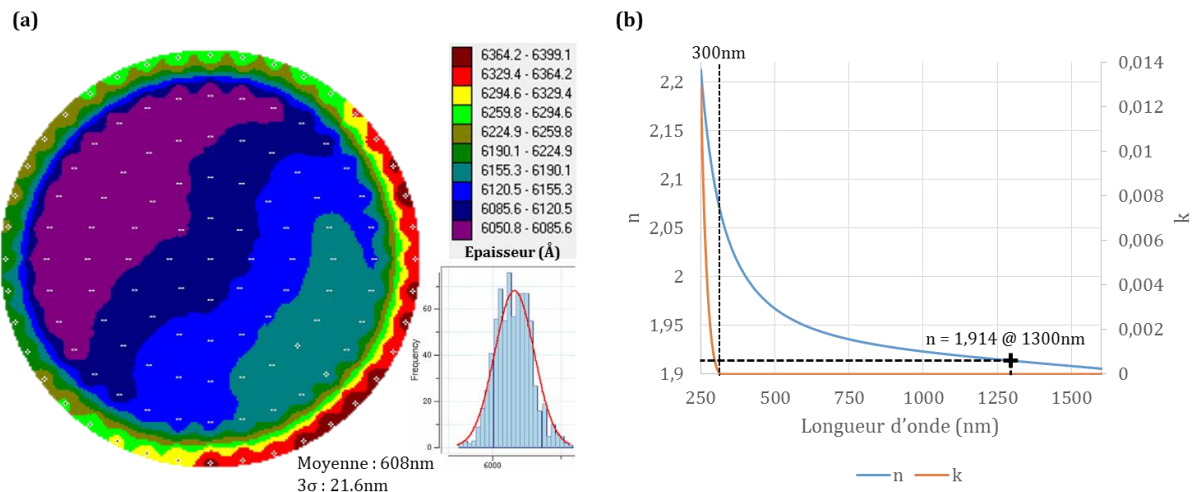 (a)
6364.2 - 6399.1
6329.4 - 6364.2
6294.6 - 6329.4
6259.8 - 6294.6
6224.9 - 6259.8
6190.1 - 6224.9
6155.3 - 6190.1
6120.5 - 6155.3
6085.6 - 6120.5
6050.8 - 6085.6
Epaisseur (Å)
Frequency
60
40
20
0
6000
Moyenne : 608nm
3σ : 21.6nm
(b)
300nm
n
2,2
2,15
2,1
2,05
2
1,95
1,9
0,014
0,012
0,01
0,008
0,006
0,004
0,002
0
k
n = 1,914 @ 1300nm
250
500
750
1000
1250
1500
Longueur d’onde (nm)
n
k